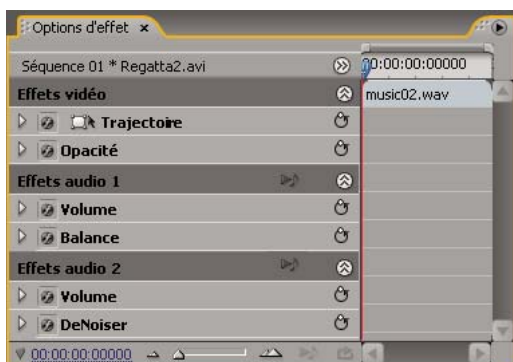 Options d'effet x
Séquence 01 * Regatta2.avi
00:00:00:00000
Effets vidéo
music02.wav
Trajectoire
Opacité
Effets audio 1
Volume
Balance
Effets audio 2
Volume
DeNoiser
00:00:00:00000